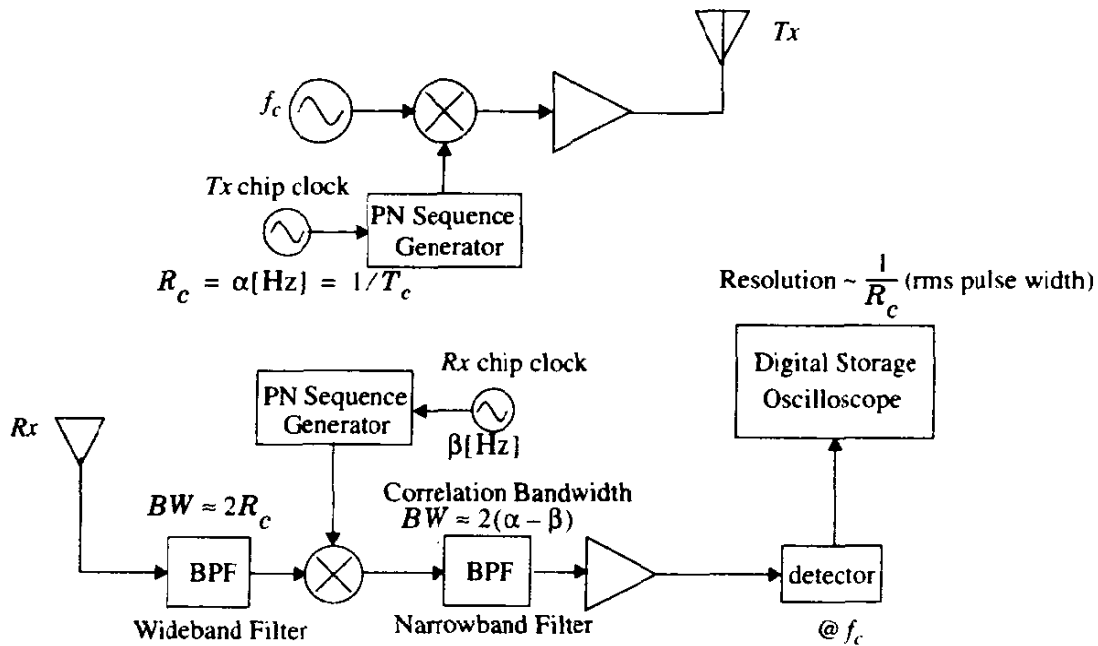 Tx
f_c
Tx chip clock
PN Sequence
Generator
R_c = α[Hz] = 1/T_c
Resolution ~ 1/R_c (rms pulse width)
Digital Storage
Oscilloscope
Rx chip clock
PN Sequence
Generator
β[Hz]
Rx
BW ≈ 2R_c
Correlation Bandwidth
BW ≈ 2(α − β)
BPF
BPF
detector
Wideband Filter
Narrowband Filter
@ f_c